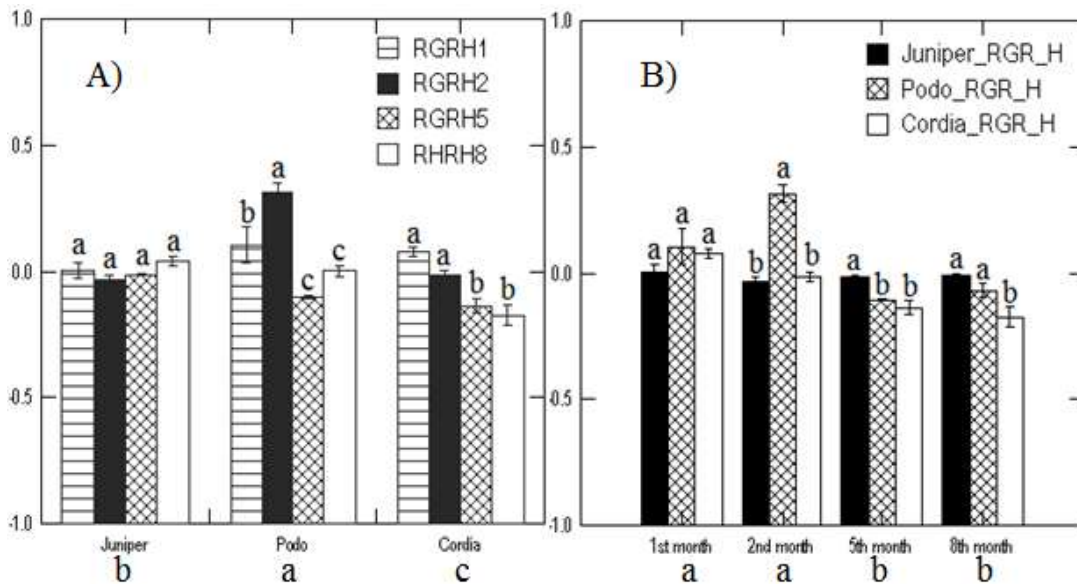 1.0
0.5
0.0
-0.5
-1.0
A)
RGRH1
RGRH2
RGRH5
RHRH8
a a a a
b a c c
a a b b
Juniper Podo Cordia
b a c
1.0
0.5
0.0
-0.5
-1.0
B)
Juniper_RGR_H
Podo_RGR_H
Cordia_RGR_H
a a a
b a b
a b b
a a b
1st month 2nd month 5th month 8th month
a a b b